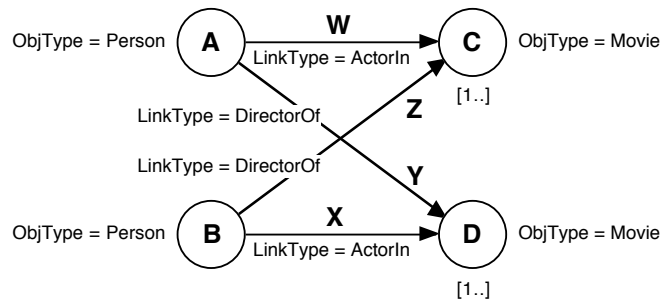 ObjType = Person
A
W
LinkType = ActorIn
C
ObjType = Movie
[1..]
LinkType = DirectorOf
Z
LinkType = DirectorOf
Y
ObjType = Person
B
X
LinkType = ActorIn
D
ObjType = Movie
[1..]